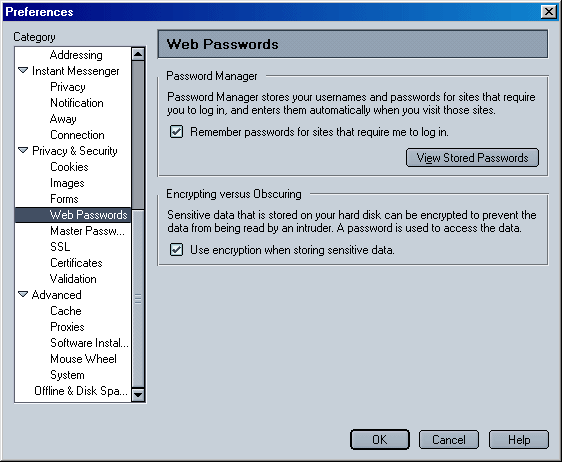 Preferences
Category
Addressing
Instant Messenger
Privacy
Notification
Away
Connection
Privacy & Security
Cookies
Images
Forms
Web Passwords
Master Passw...
SSL
Certificates
Validation
Advanced
Cache
Proxies
Software Instal...
Mouse Wheel
System
Offline & Disk Spa...
Web Passwords
Password Manager
Password Manager stores your usernames and passwords for sites that require
you to log in, and enters them automatically when you visit those sites.
Remember passwords for sites that require me to log in.
View Stored Passwords
Encrypting versus Obscuring
Sensitive data that is stored on your hard disk can be encrypted to prevent the
data from being read by an intruder. A password is used to access the data.
Use encryption when storing sensitive data.
OK
Cancel
Help